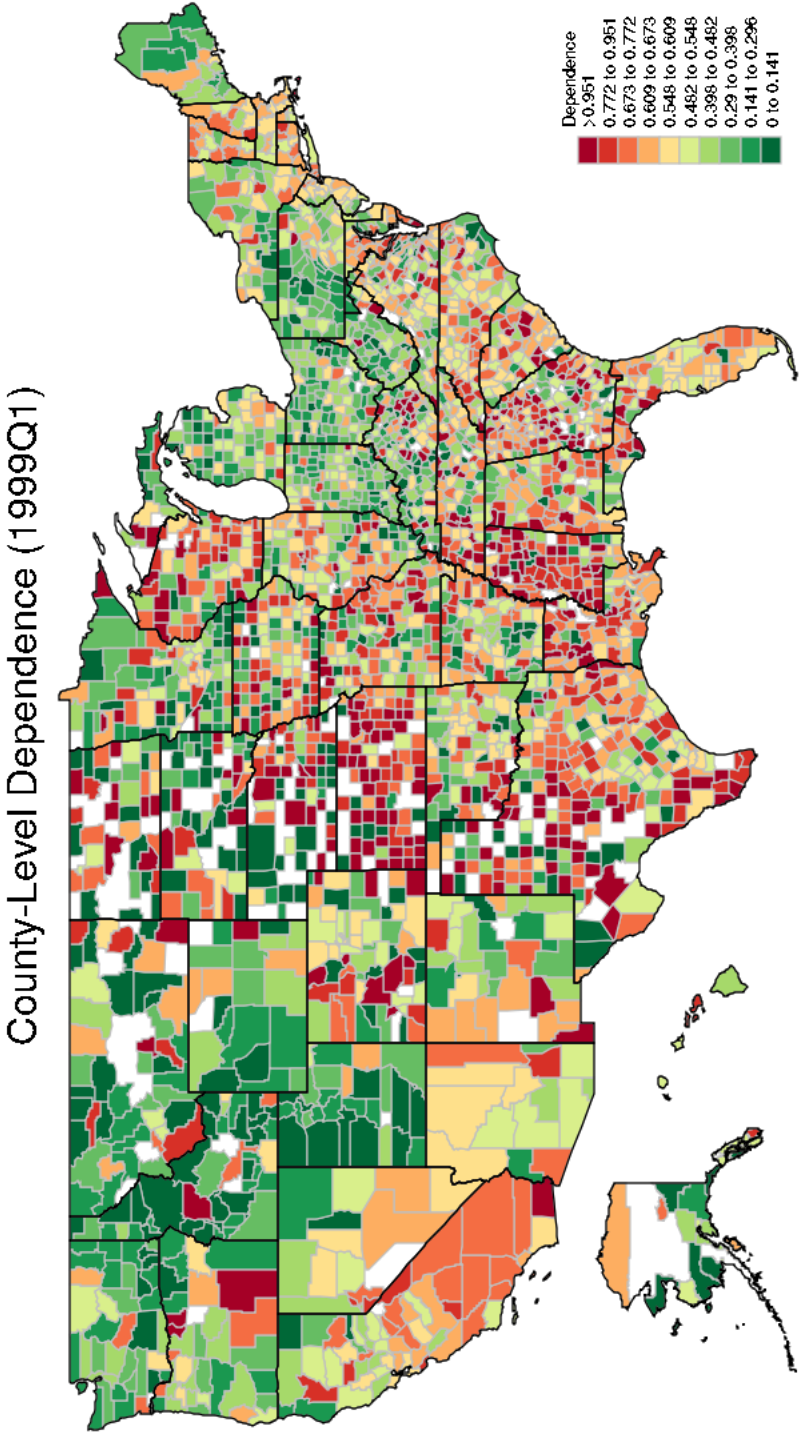 County-Level Dependence (1999Q1)
Dependence
>0.951
0.772 to 0.951
0.673 to 0.772
0.609 to 0.673
0.548 to 0.609
0.482 to 0.548
0.398 to 0.482
0.29 to 0.398
0.141 to 0.296
0 to 0.141